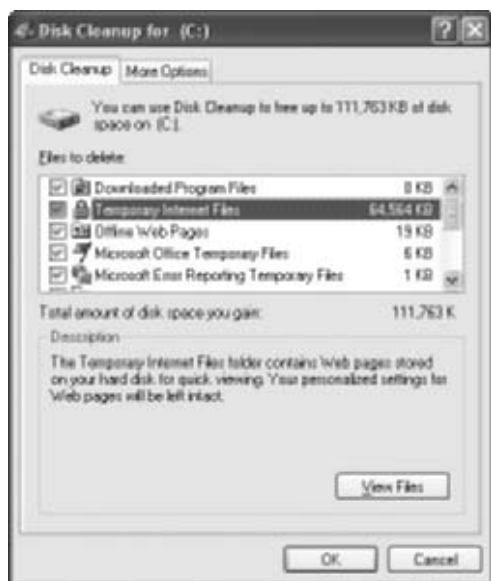 Disk Cleanup for (C:)
Disk Cleanup More Options
You can use Disk Cleanup to free up to 111,763 KB of disk
space on (C:).
Files to delete:
Downloaded Program Files 0 KB
Temporary Internet Files 64,564 KB
Offline Web Pages 19 KB
Microsoft Office Temporary Files 6 KB
Microsoft Error Reporting Temporary Files 1 KB
Total amount of disk space you gain: 111,763 K
Description
The Temporary Internet Files folder contains Web pages stored
on your hard disk for quick viewing. Your personalized settings for
Web pages will be left intact.
View Files
OK Cancel